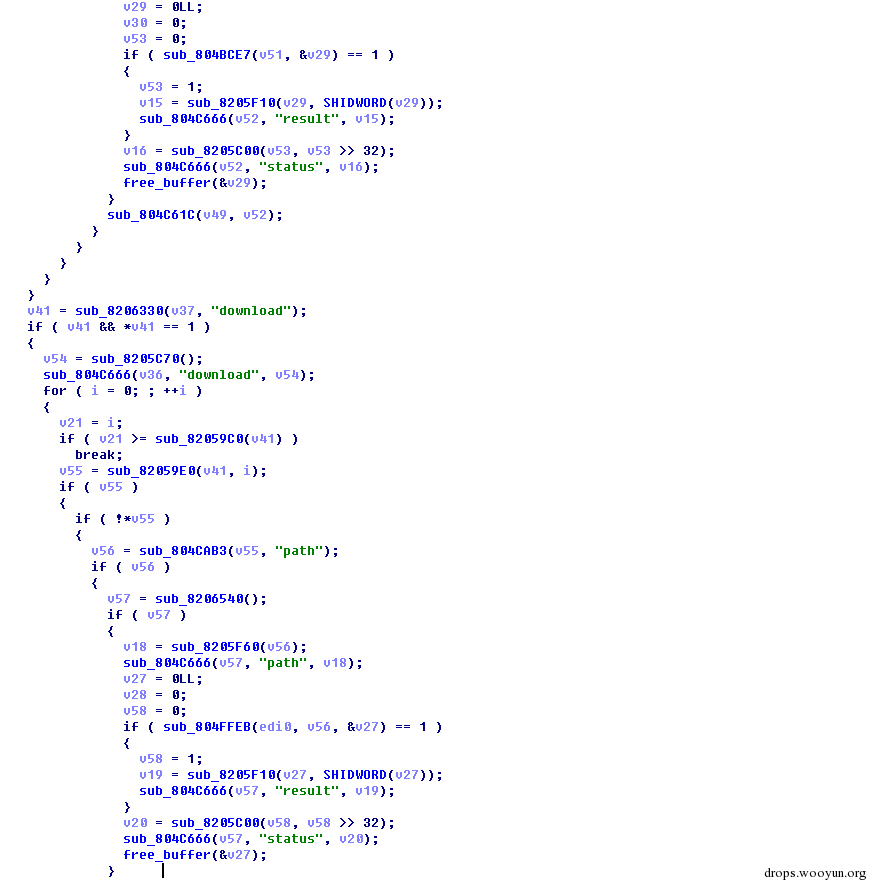 v29 = 0LL;
v30 = 0;
v53 = 0;
if ( sub_804BCE7(v51, &v29) == 1 )
{
v53 = 1;
v15 = sub_8205F10(v29, SHIDWORD(v29));
sub_804C666(v52, "result", v15);
}
v16 = sub_8205C00(v53, v53 >> 32);
sub_804C666(v52, "status", v16);
free_buffer(&v29);
}
sub_804C61C(v49, v52);
}
}
}
}
}
v41 = sub_8206330(v37, "download");
if ( v41 && *v41 == 1 )
{
v54 = sub_8205C70();
sub_804C666(v36, "download", v54);
for ( i = 0; ; ++i )
{
v21 = i;
if ( v21 >= sub_82059C0(v41) )
break;
v55 = sub_82059E0(v41, i);
if ( v55 )
{
if ( !*v55 )
{
v56 = sub_804CAB3(v55, "path");
if ( v56 )
{
v57 = sub_8206540();
if ( v57 )
{
v18 = sub_8205F60(v56);
sub_804C666(v57, "path", v18);
v27 = 0LL;
v28 = 0;
v58 = 0;
if ( sub_804FFEB(edi0, v56, &v27) == 1 )
{
v58 = 1;
v19 = sub_8205F10(v27, SHIDWORD(v27));
sub_804C666(v57, "result", v19);
}
v20 = sub_8205C00(v58, v58 >> 32);
sub_804C666(v57, "status", v20);
free_buffer(&v27);
}
drops.wooyun.org